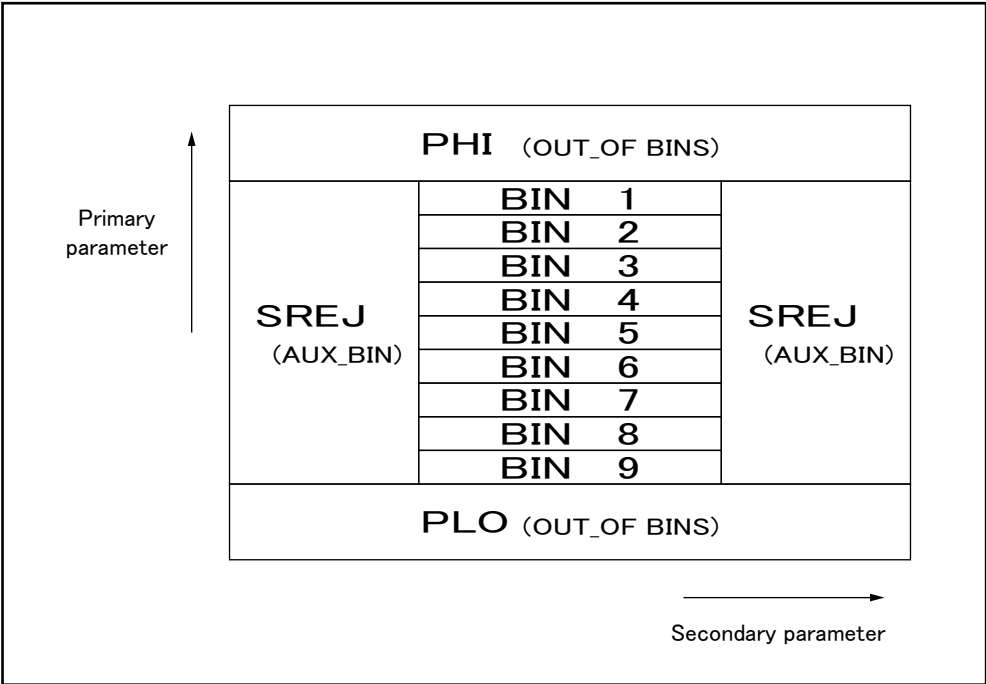 PHI (OUT_OF BINS)
Primary
parameter
BIN 1
BIN 2
BIN 3
BIN 4
BIN 5
BIN 6
BIN 7
BIN 8
BIN 9
SREJ
(AUX_BIN)
SREJ
(AUX_BIN)
PLO (OUT_OF BINS)
Secondary parameter